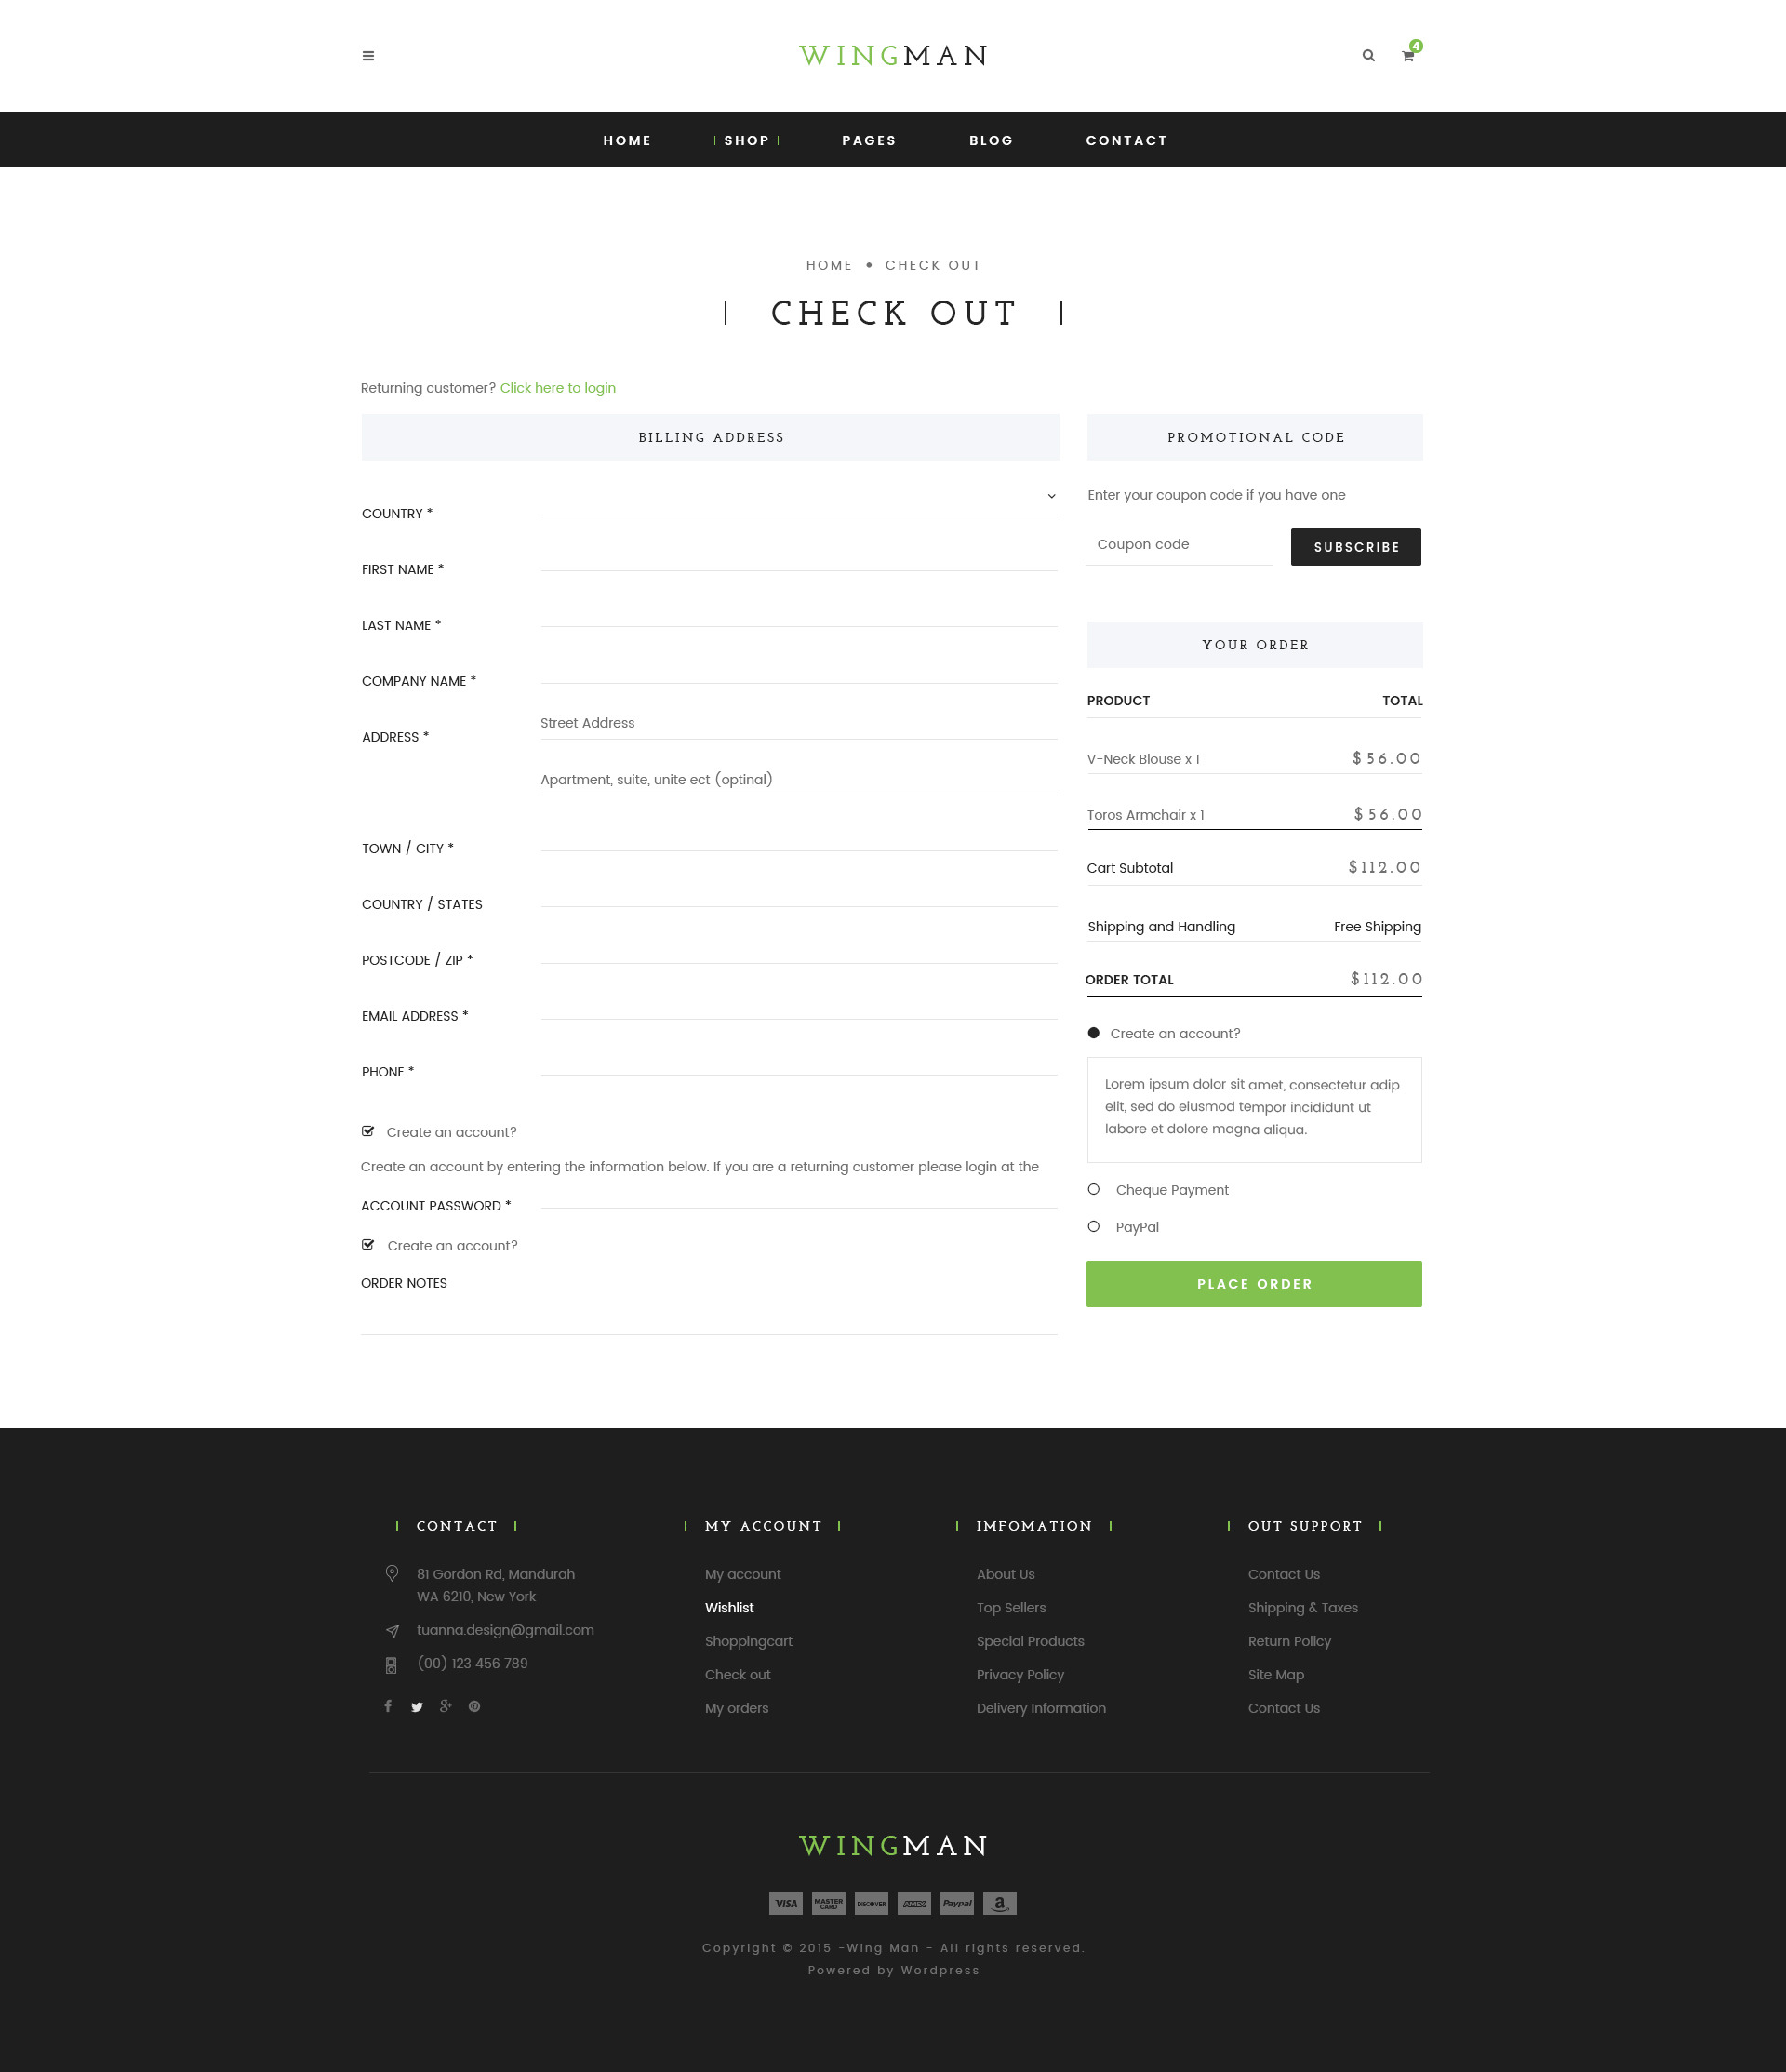 WINGMAN
4
HOME SHOP PAGES BLOG CONTACT
HOME • CHECK OUT
CHECK OUT
Returning customer? Click here to login
BILLING ADDRESS
COUNTRY *
FIRST NAME *
LAST NAME *
COMPANY NAME *
ADDRESS *
Street Address
Apartment, suite, unite ect (optinal)
TOWN / CITY *
COUNTRY / STATES
POSTCODE / ZIP *
EMAIL ADDRESS *
PHONE *
Create an account?
Create an account by entering the information below. If you are a returning customer please login at the
ACCOUNT PASSWORD *
Create an account?
ORDER NOTES
PROMOTIONAL CODE
Enter your coupon code if you have one
Coupon code
SUBSCRIBE
YOUR ORDER
PRODUCT TOTAL
V-Neck Blouse x 1 $ 56.00
Toros Armchair x 1 $ 56.00
Cart Subtotal $112.00
Shipping and Handling Free Shipping
ORDER TOTAL $112.00
Create an account?
Lorem ipsum dolor sit amet, consectetur adip
elit, sed do eiusmod tempor incididunt ut
labore et dolore magna aliqua.
Cheque Payment
PayPal
PLACE ORDER
CONTACT
81 Gordon Rd, Mandurah
WA 6210, New York
tuanna.design@gmail.com
(00) 123 456 789
MY ACCOUNT
My account
Wishlist
Shoppingcart
Check out
My orders
IMFOMATION
About Us
Top Sellers
Special Products
Privacy Policy
Delivery Information
OUT SUPPORT
Contact Us
Shipping & Taxes
Return Policy
Site Map
Contact Us
WINGMAN
VISA MASTER CARD DISCOVER AMEX Paypal a
Copyright © 2015 -Wing Man - All rights reserved.
Powered by Wordpress